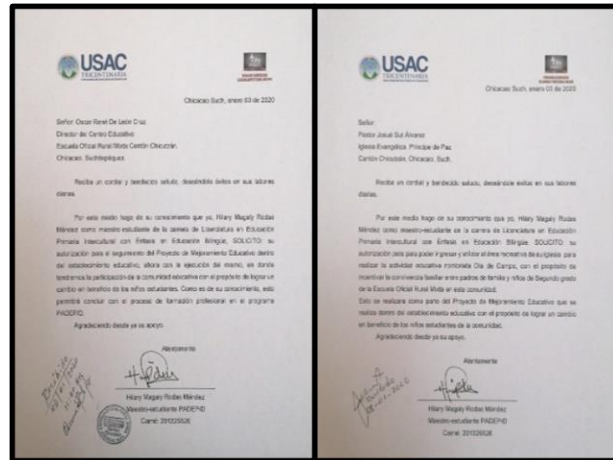 USAC
TRICENTENARIA
Chicacao Such, enero 03 de 2020
Señor Oscar René De León Cruz
Director del Centro Educativo
Escuela Oficial Rural Mixta Cantón Chicutzán,
Chicacao, Suchitepéquez
Reciba un cordial y bendecido saludo, deseándole éxitos en sus labores
diarias.
Por este medio hago de su conocimiento que yo, Hilary Magaly Rodas
Méndez como maestro-estudiante de la carrera de Licenciatura en Educación
Primaria Intercultural con Énfasis en Educación Bilingüe, SOLICITO: su
autorización para el seguimiento del Proyecto de Mejoramiento Educativo dentro
del establecimiento educativo, ahora con la ejecución del mismo, en donde
tendremos la participación de la comunidad educativa con el propósito de lograr un
cambio en beneficio de los niños estudiantes. Como es de su conocimiento, esto
permitirá concluir con el proceso de formación profesional en el programa
PADEP/D.
Agradeciendo desde ya su apoyo.
Atentamente
Hilary Magaly Rodas Méndez
Maestro-estudiante PADEP/D
USAC
TRICENTENARIA
Chicacao Such, enero 03 de 2020
Señor:
Pastor Josué Sut Álvarez
Iglesia Evangélica Príncipe de Paz
Cantón Chicutzán, Chicacao, Such.
Reciba un cordial y bendecido saludo, deseándole éxitos en sus labores
diarias.
Por este medio hago de su conocimiento que yo, Hilary Magaly Rodas
Méndez como maestro-estudiante de la carrera de Licenciatura en Educación
Primaria Intercultural con Énfasis en Educación Bilingüe, SOLICITO: su
autorización para poder ingresar y utilizar el área recreativa de su iglesia para
realizar la actividad educativa nombrada Día de Campo, con el propósito de
incentivar la convivencia familiar entre padres de familia y niños de Segundo grado
de la Escuela Oficial Rural Mixta en esta comunidad.
Esto se realizara como parte del Proyecto de Mejoramiento Educativo que se
realiza dentro del establecimiento educativo con el propósito de lograr un cambio
en beneficio de los niños estudiantes de la comunidad.
Agradeciendo desde ya su apoyo.
Atentamente
Hilary Magaly Rodas Méndez
Maestro-estudiante PADEP/D